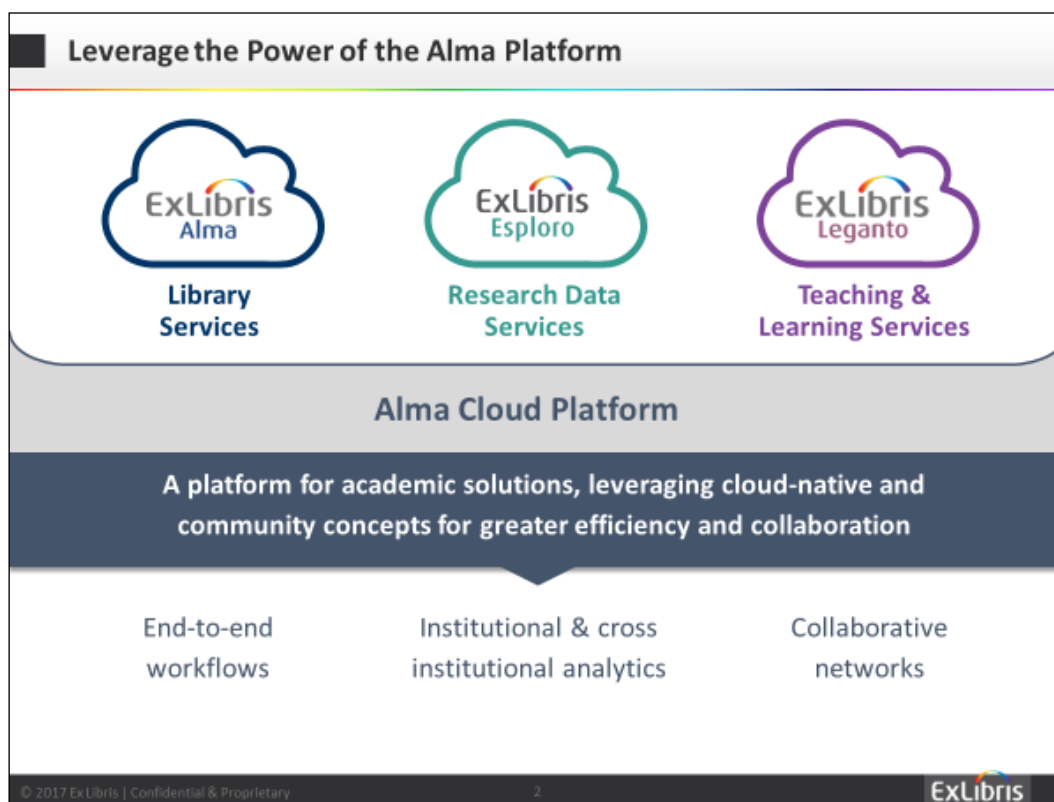 Leverage the Power of the Alma Platform
ExLibris
Alma
Library
Services
ExLibris
Esploro
Research Data
Services
ExLibris
Leganto
Teaching &
Learning Services
Alma Cloud Platform
A platform for academic solutions, leveraging cloud-native and
community concepts for greater efficiency and collaboration
End-to-end
workflows
Institutional & cross
institutional analytics
Collaborative
networks
© 2017 Ex Libris | Confidential & Proprietary
2
ExLibris